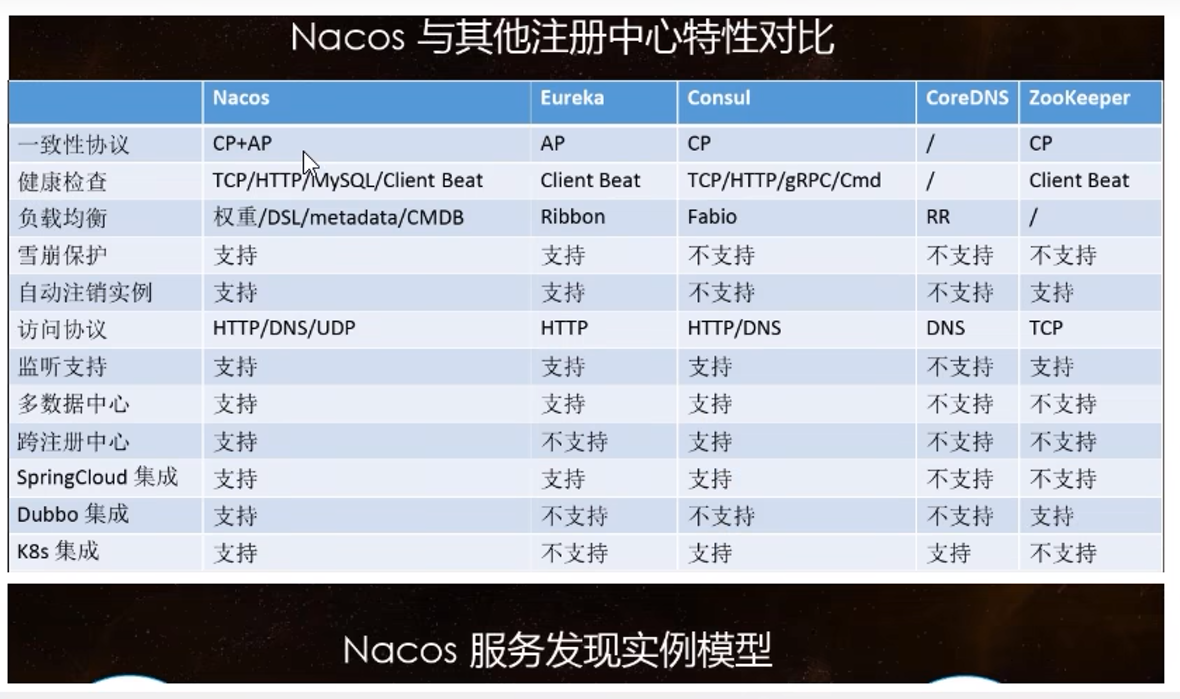 Nacos 与其他注册中心特性对比
Nacos Eureka Consul CoreDNS ZooKeeper
一致性协议 CP+AP AP CP / CP
健康检查 TCP/HTTP/MySQL/Client Beat Client Beat TCP/HTTP/gRPC/Cmd / Client Beat
负载均衡 权重/DSL/metadata/CMDB Ribbon Fabio RR /
雪崩保护 支持 支持 不支持 不支持 不支持
自动注销实例 支持 支持 不支持 不支持 支持
访问协议 HTTP/DNS/UDP HTTP HTTP/DNS DNS TCP
监听支持 支持 支持 支持 不支持 支持
多数据中心 支持 支持 支持 不支持 不支持
跨注册中心 支持 不支持 支持 不支持 不支持
SpringCloud 集成 支持 支持 支持 不支持 不支持
Dubbo 集成 支持 不支持 不支持 不支持 支持
K8s 集成 支持 不支持 支持 支持 不支持
Nacos 服务发现实例模型